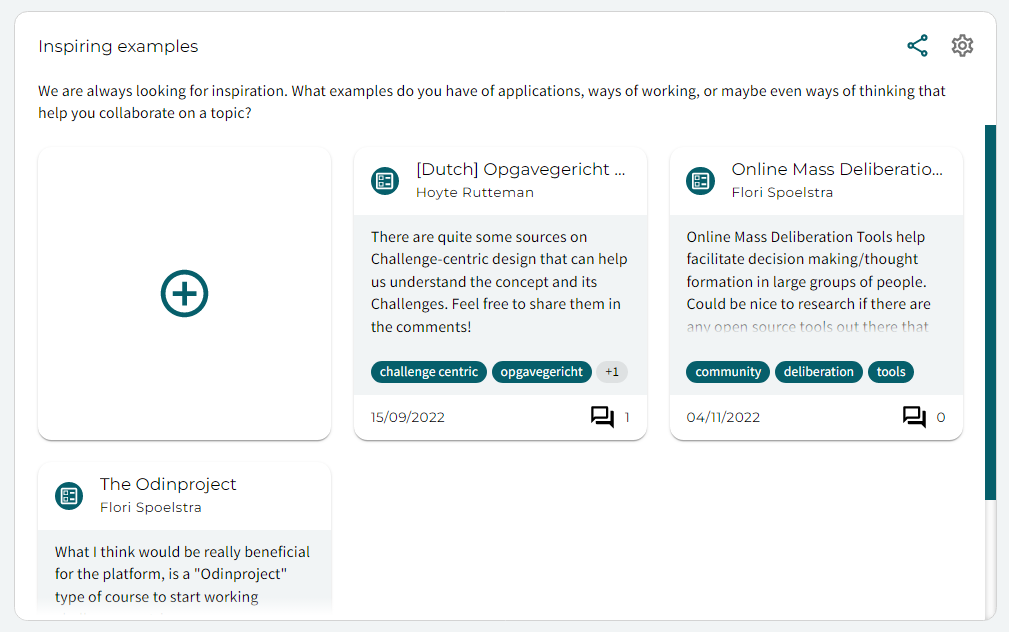 Inspiring examples
We are always looking for inspiration. What examples do you have of applications, ways of working, or maybe even ways of thinking that
help you collaborate on a topic?
[Dutch] Opgavegericht ...
Hoyte Rutteman
There are quite some sources on
Challenge-centric design that can help
us understand the concept and its
Challenges. Feel free to share them in
the comments!
challenge centric
opgavegericht
+1
15/09/2022
1
Online Mass Deliberatio...
Flori Spoelstra
Online Mass Deliberation Tools help
facilitate decision making/thought
formation in large groups of people.
Could be nice to research if there are
any open source tools out there that
community
deliberation
tools
04/11/2022
0
The Odinproject
Flori Spoelstra
What I think would be really beneficial
for the platform, is a "Odinproject"
type of course to start working